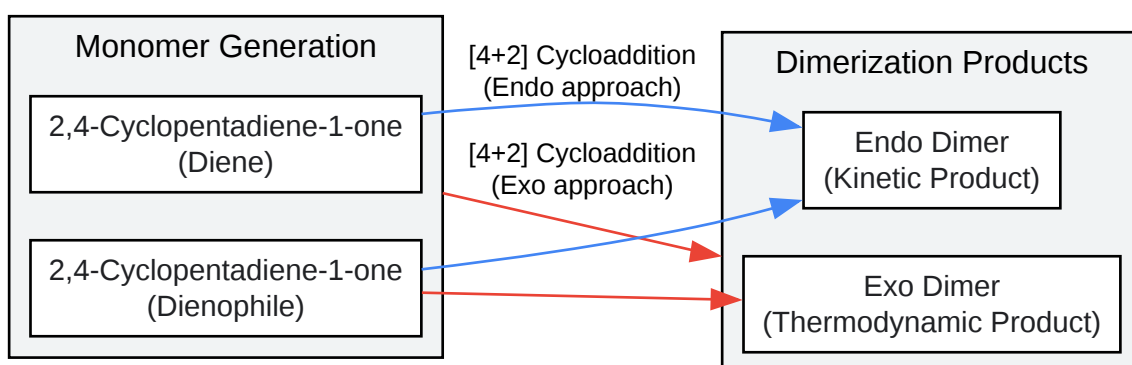 Monomer Generation
2,4-Cyclopentadiene-1-one
(Diene)
2,4-Cyclopentadiene-1-one
(Dienophile)
[4+2] Cycloaddition
(Endo approach)
[4+2] Cycloaddition
(Exo approach)
Dimerization Products
Endo Dimer
(Kinetic Product)
Exo Dimer
(Thermodynamic Product)